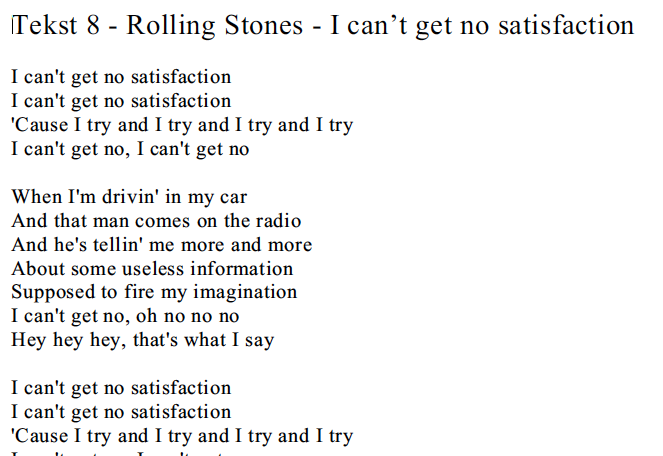 Tekst 8 - Rolling Stones - I can’t get no satisfaction
I can't get no satisfaction
I can't get no satisfaction
'Cause I try and I try and I try and I try
I can't get no, I can't get no
When I'm drivin' in my car
And that man comes on the radio
And he's tellin' me more and more
About some useless information
Supposed to fire my imagination
I can't get no, oh no no no
Hey hey hey, that's what I say
I can't get no satisfaction
I can't get no satisfaction
'Cause I try and I try and I try and I try